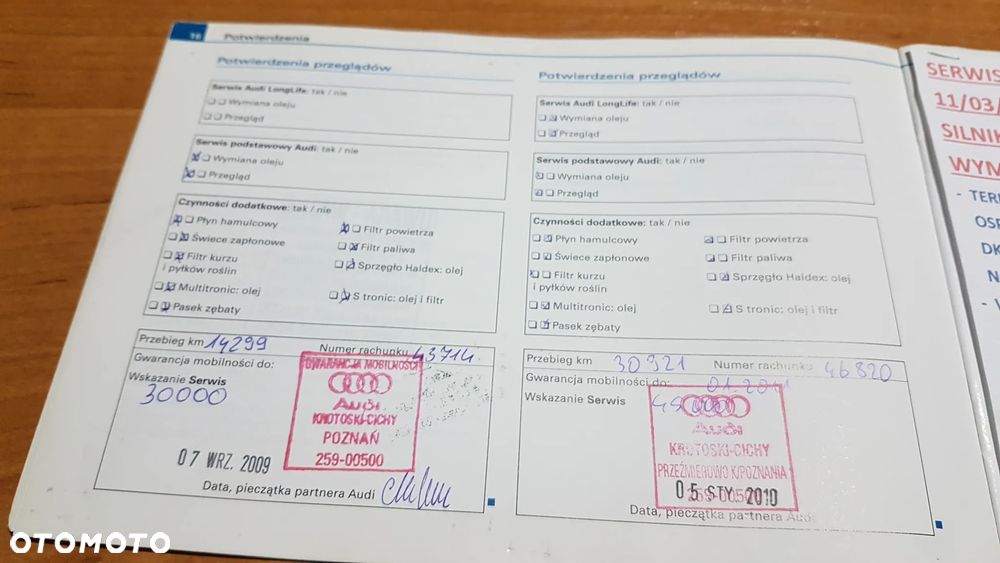 76 Potwierdzenia
Potwierdzenia przeglądów
Serwis Audi LongLife: tak / nie
Wymiana oleju
Przegląd
Serwis podstawowy Audi: tak / nie
Wymiana oleju
Przegląd
Czynności dodatkowe: tak / nie
Płyn hamulcowy
Filtr powietrza
Świece zapłonowe
Filtr paliwa
Filtr kurzu
i pyłków roślin
Sprzęgło Haldex: olej
Multitronic: olej
S tronic: olej i filtr
Pasek zębaty
Przebieg km 14299 Numer rachunku 43714.
Gwarancja mobilności do:
Wskazanie Serwis
30000
GWARANCJA MOBILNOŚCI
Audi
KROTOSKI-CICHY
POZNAŃ
259-00500
07 WRZ. 2009
Data, pieczątka partnera Audi
Potwierdzenia przeglądów
Serwis Audi LongLife: tak / nie
Wymiana oleju
Przegląd
Serwis podstawowy Audi: tak / nie
Wymiana oleju
Przegląd
Czynności dodatkowe: tak / nie
Płyn hamulcowy
Filtr powietrza
Świece zapłonowe
Filtr paliwa
Filtr kurzu
i pyłków roślin
Sprzęgło Haldex: olej
Multitronic: olej
S tronic: olej i filtr
Pasek zębaty
Przebieg km 30921 Numer rachunku 46820
Gwarancja mobilności do: 01.2011
Wskazanie Serwis
Audi
KROTOSKI-CICHY
PRZEŹMIEROWO K/POZNANIA
259-00500
05 STY. 2010
Data, pieczątka partnera Audi
SERWIS
11/03/
SILNIK
WYM
- TER
OSP
DK
N
OTOMOTO